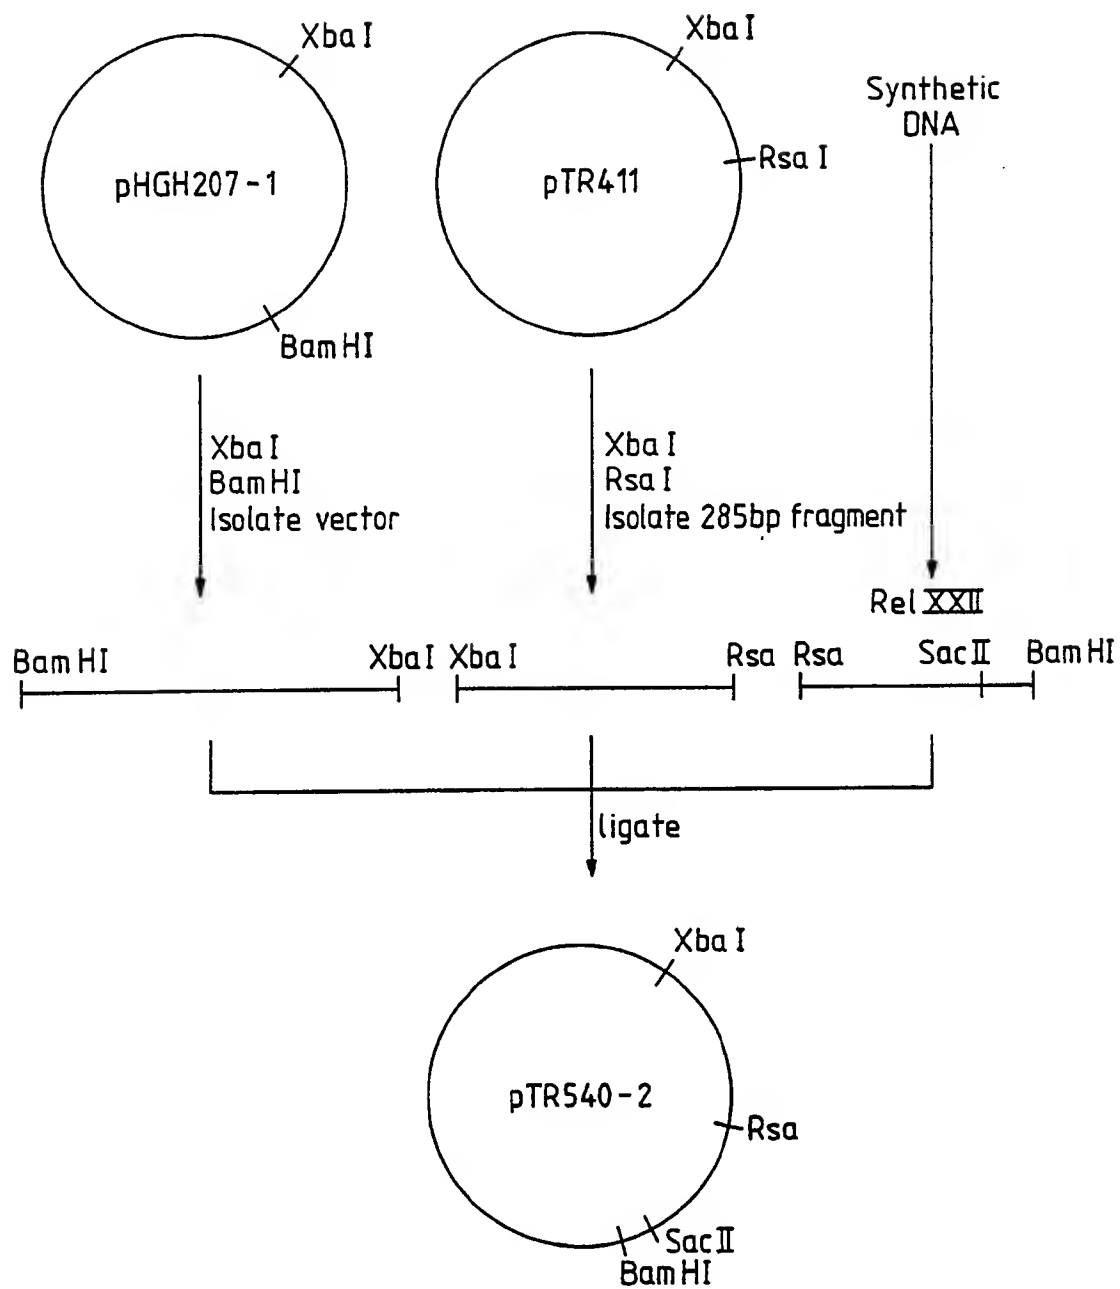 Xba I
Xba I
Synthetic
DNA
Rsa I
pHGH207-1
pTR411
Bam HI
Xba I
Bam HI
Isolate vector
Xba I
Rsa I
Isolate 285bp fragment
Rel XXII
Bam HI
Xba I
Xba I
Rsa
Rsa
Sac II
Bam HI
ligate
Xba I
pTR540-2
Rsa
Sac II
Bam HI